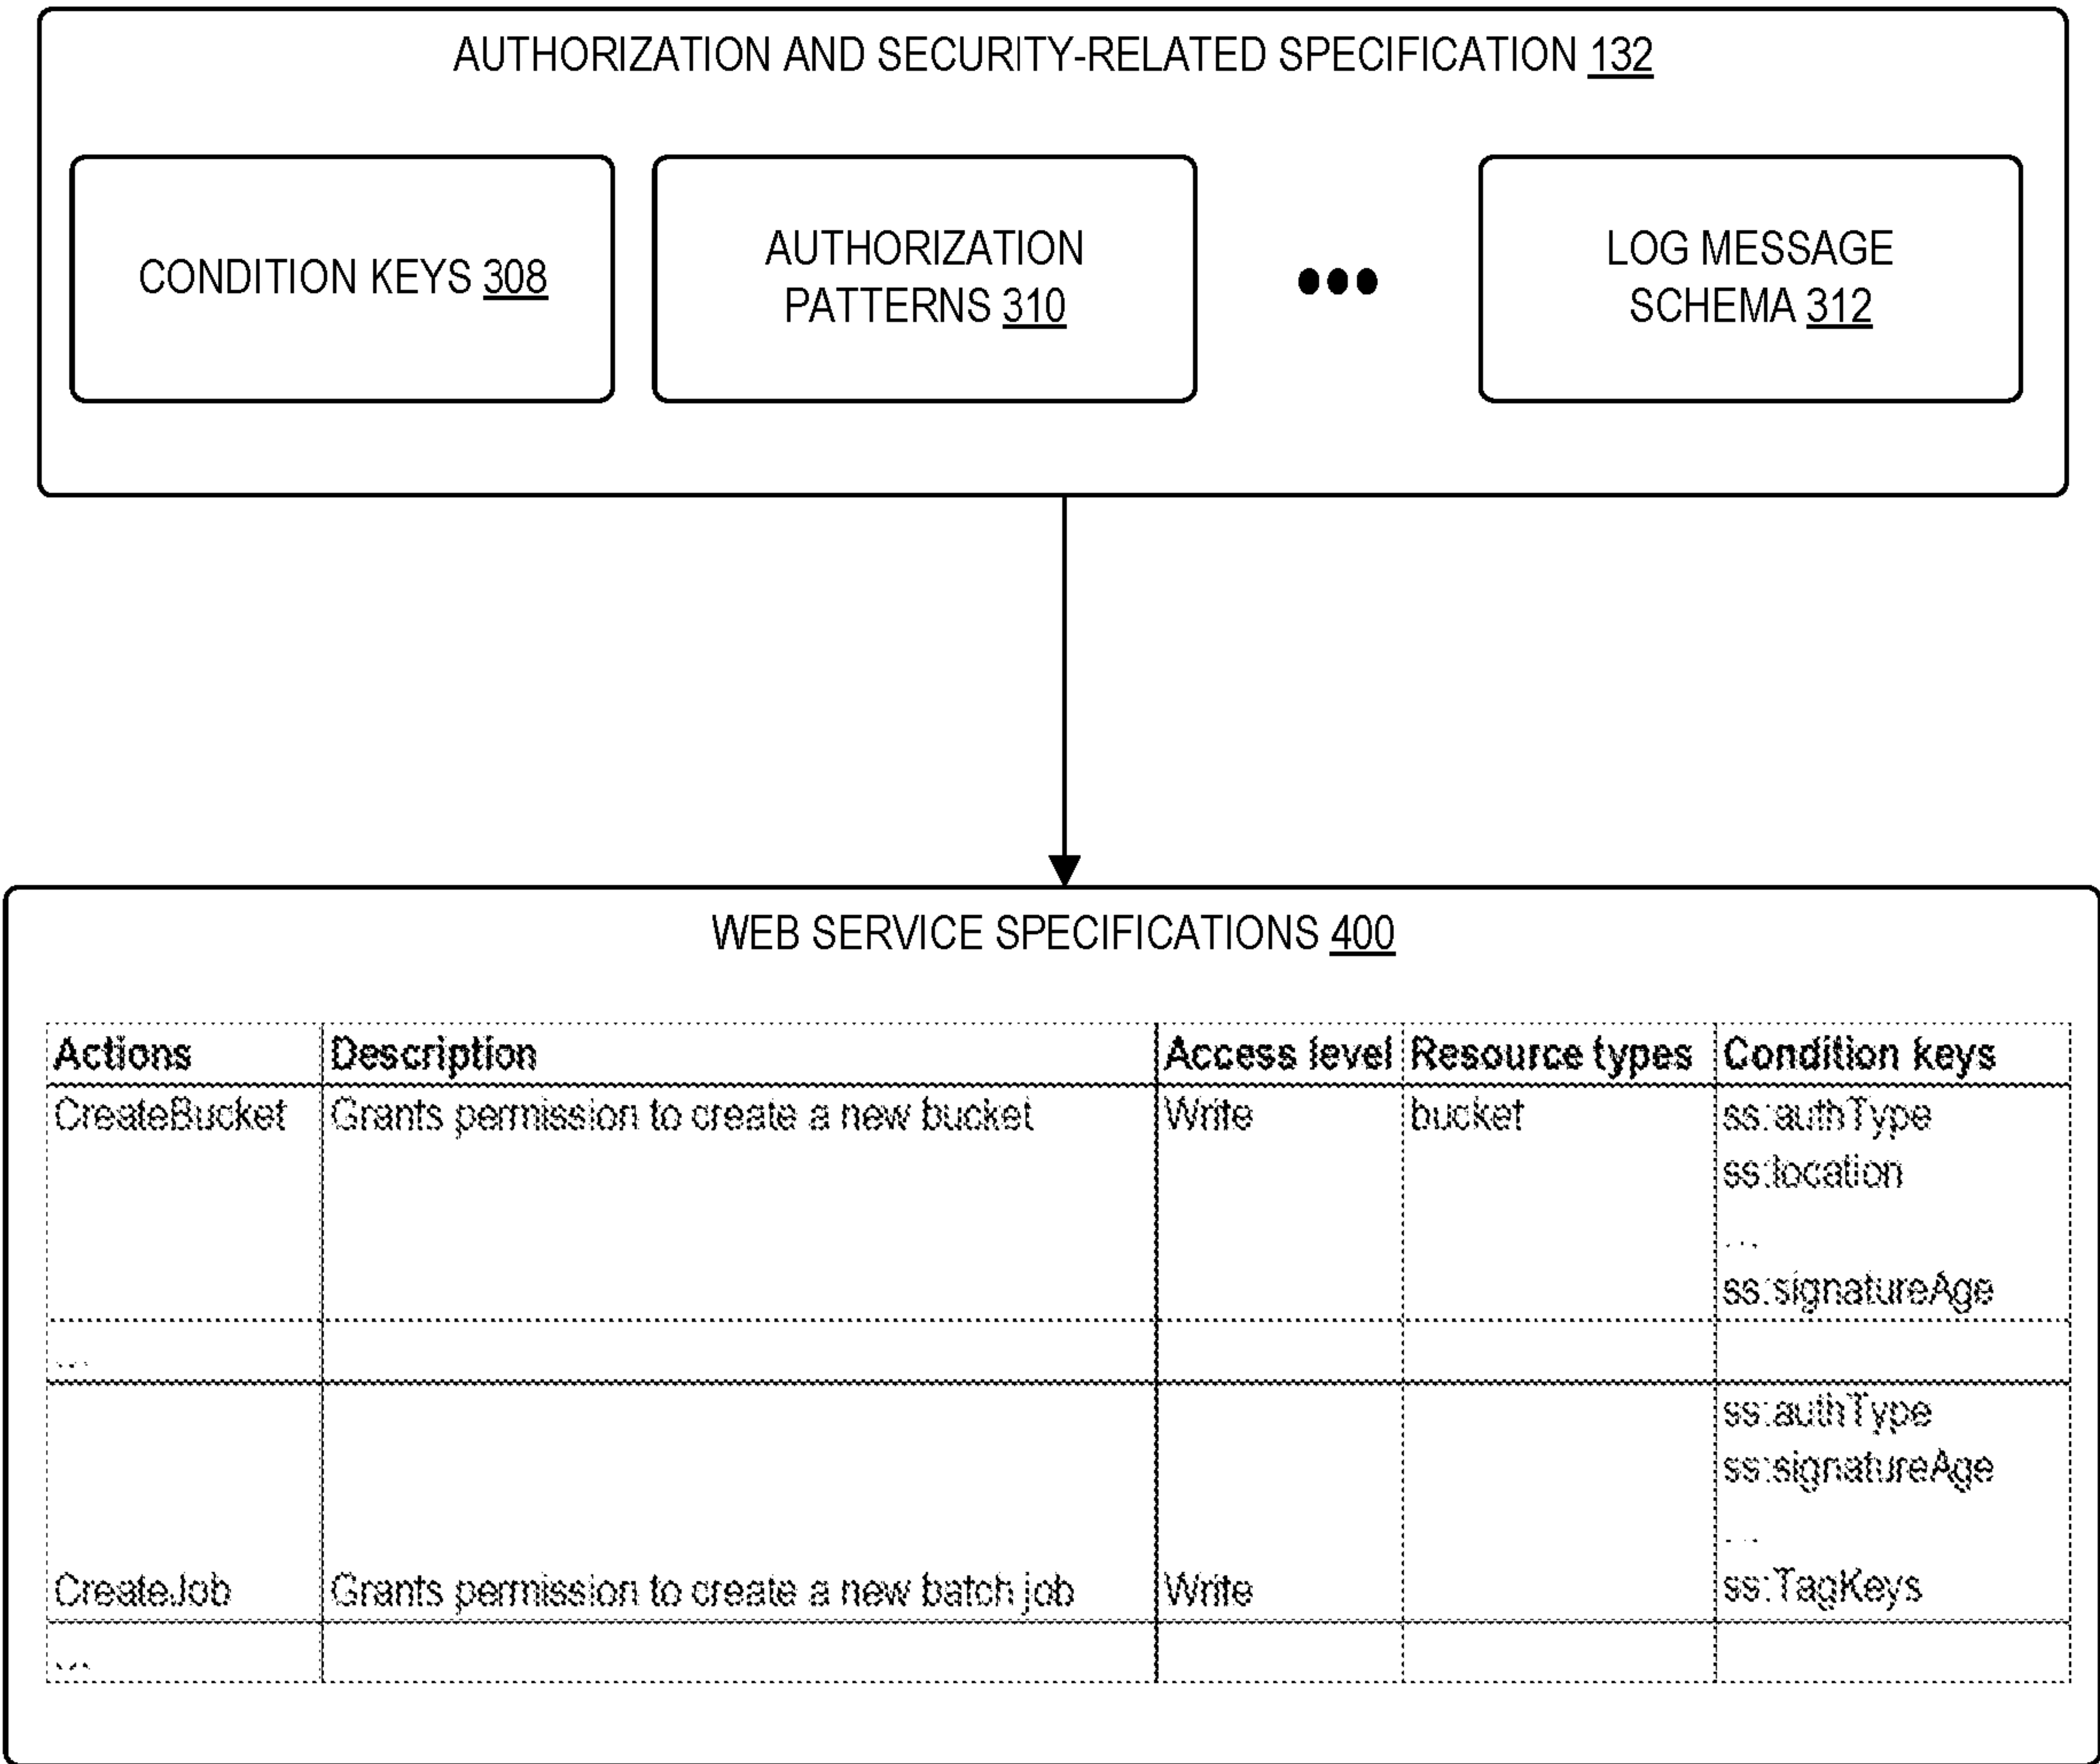 AUTHORIZATION AND SECURITY-RELATED SPECIFICATION 132
CONDITION KEYS 308
AUTHORIZATION
PATTERNS 310
•••
LOG MESSAGE
SCHEMA 312
WEB SERVICE SPECIFICATIONS 400
Actions Description Access level Resource types Condition keys
CreateBucket Grants permission to create a new bucket Write bucket ss:authType
ss:location
...
ss:signatureAge
...
ss:authType
ss:signatureAge
...
CreateJob Grants permission to create a new batch job Write ss:TagKeys
...